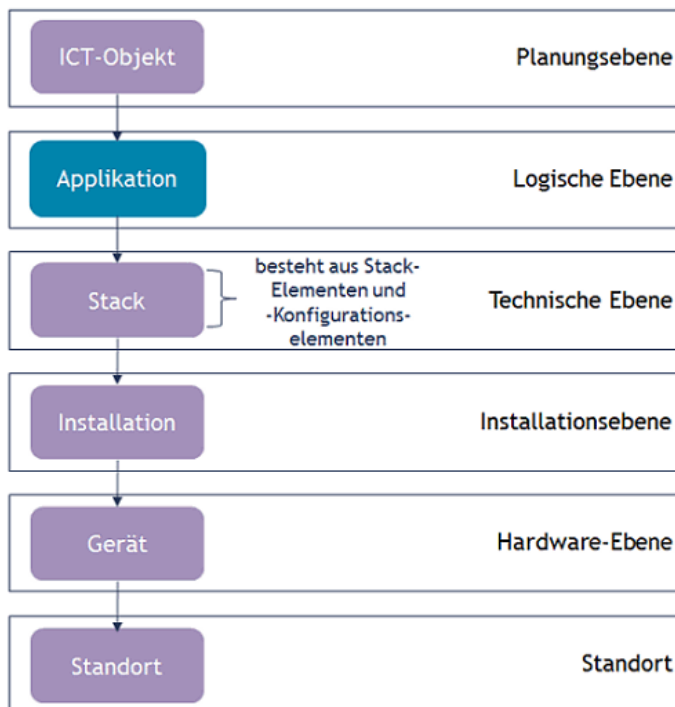 ICT-Objekt
Planungsebene
Applikation
Logische Ebene
Stack
besteht aus Stack-
Elementen und
-Konfigurations-
elementen
Technische Ebene
Installation
Installationsebene
Gerät
Hardware-Ebene
Standort
Standort